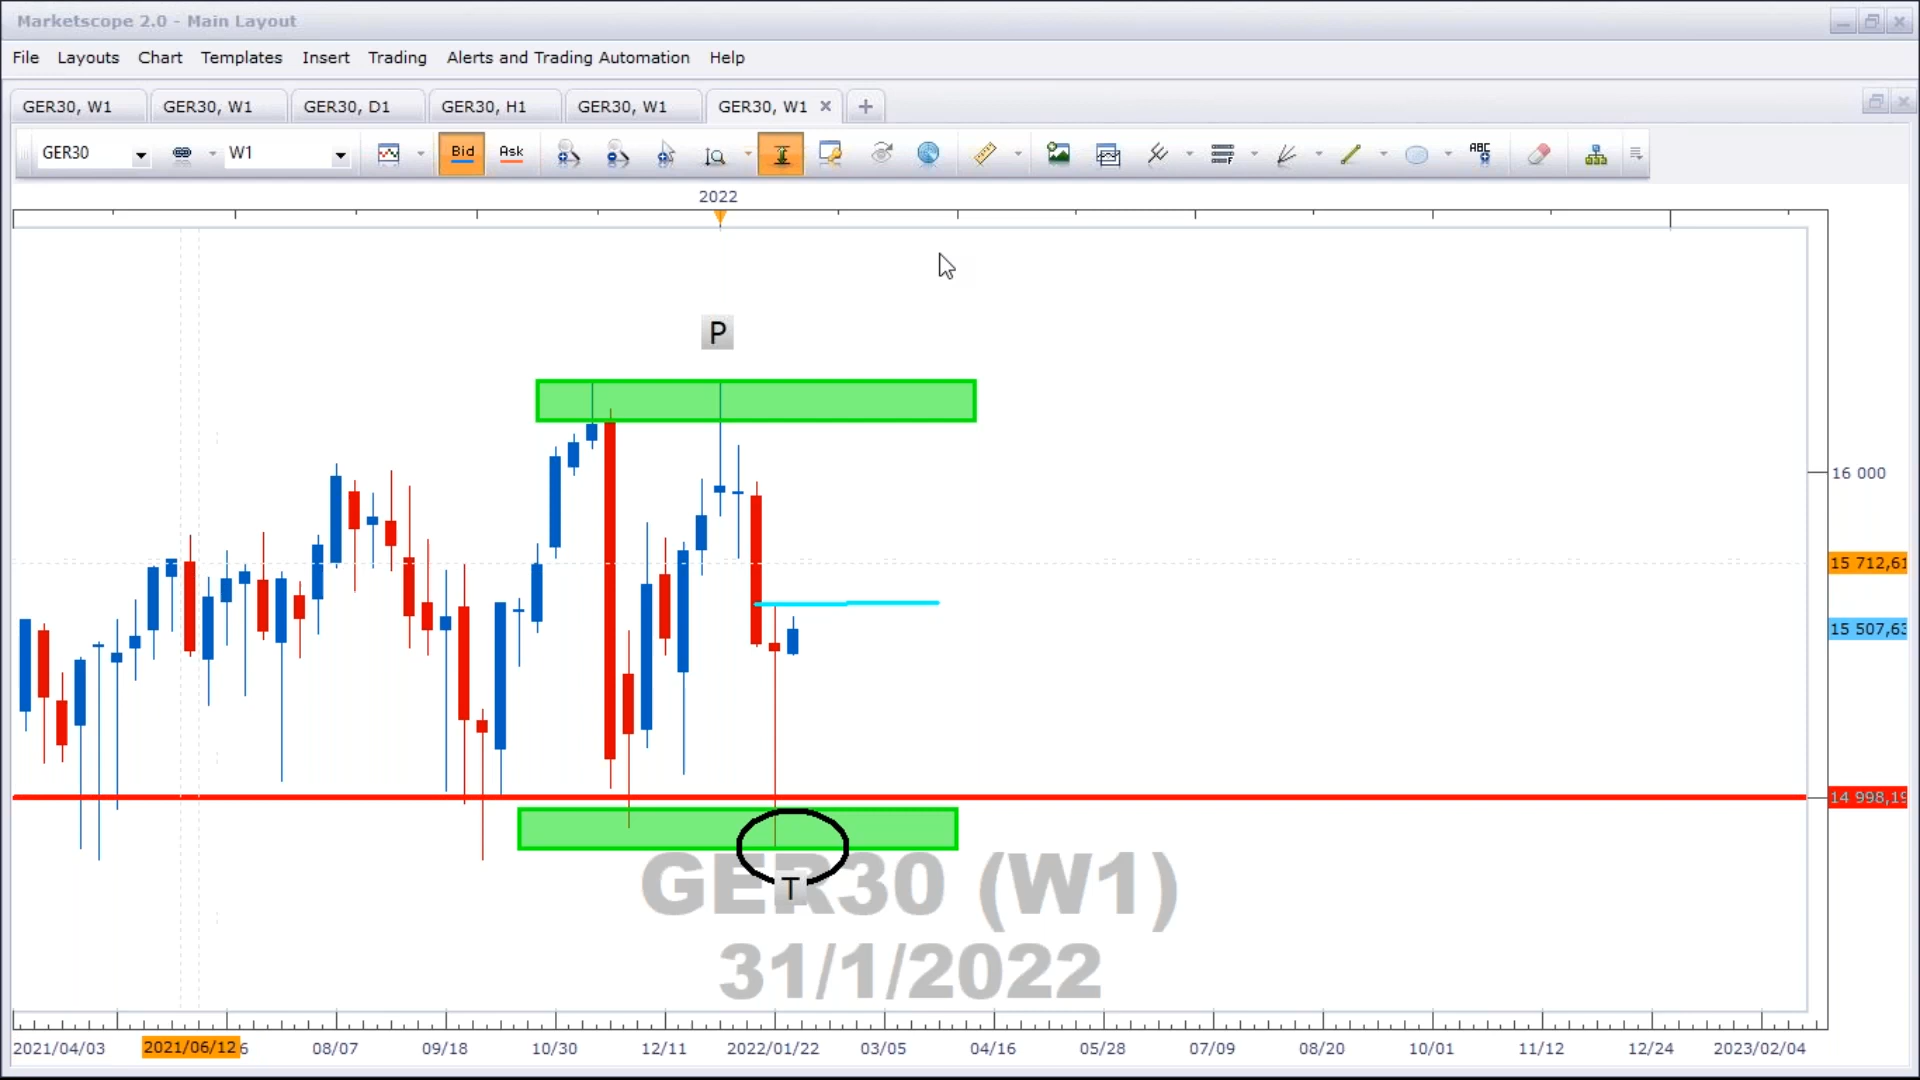 Marketscope 2.0 - Main Layout
File Layouts Chart Templates Insert Trading Alerts and Trading Automation Help
GER30, W1 GER30, W1 GER30, D1 GER30, H1 GER30, W1 GER30, W1
GER30 W1 Bid Ask ABC
2022
P
16 000
15 712,61
15 507,63
14 998,19
T
GER30 (W1)
31/1/2022
2021/04/03 2021/06/12 6 08/07 09/18 10/30 12/11 2022/01/22 03/05 04/16 05/28 07/09 08/20 10/01 11/12 12/24 2023/02/04